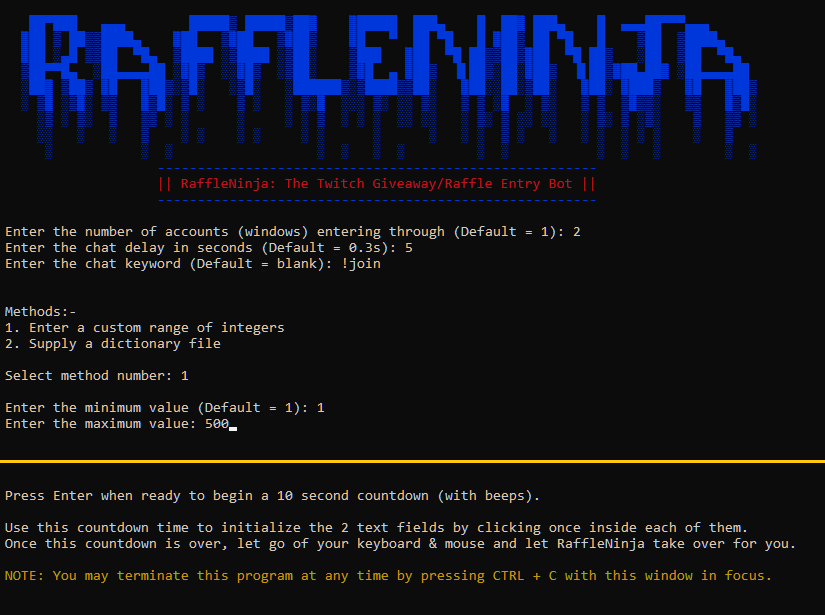 RAFFLENINJA
|| RaffleNinja: The Twitch Giveaway/Raffle Entry Bot ||
Enter the number of accounts (windows) entering through (Default = 1): 2
Enter the chat delay in seconds (Default = 0.3s): 5
Enter the chat keyword (Default = blank): !join
Methods:-
1. Enter a custom range of integers
2. Supply a dictionary file
Select method number: 1
Enter the minimum value (Default = 1): 1
Enter the maximum value: 500
Press Enter when ready to begin a 10 second countdown (with beeps).
Use this countdown time to initialize the 2 text fields by clicking once inside each of them.
Once this countdown is over, let go of your keyboard & mouse and let RaffleNinja take over for you.
NOTE: You may terminate this program at any time by pressing CTRL + C with this window in focus.